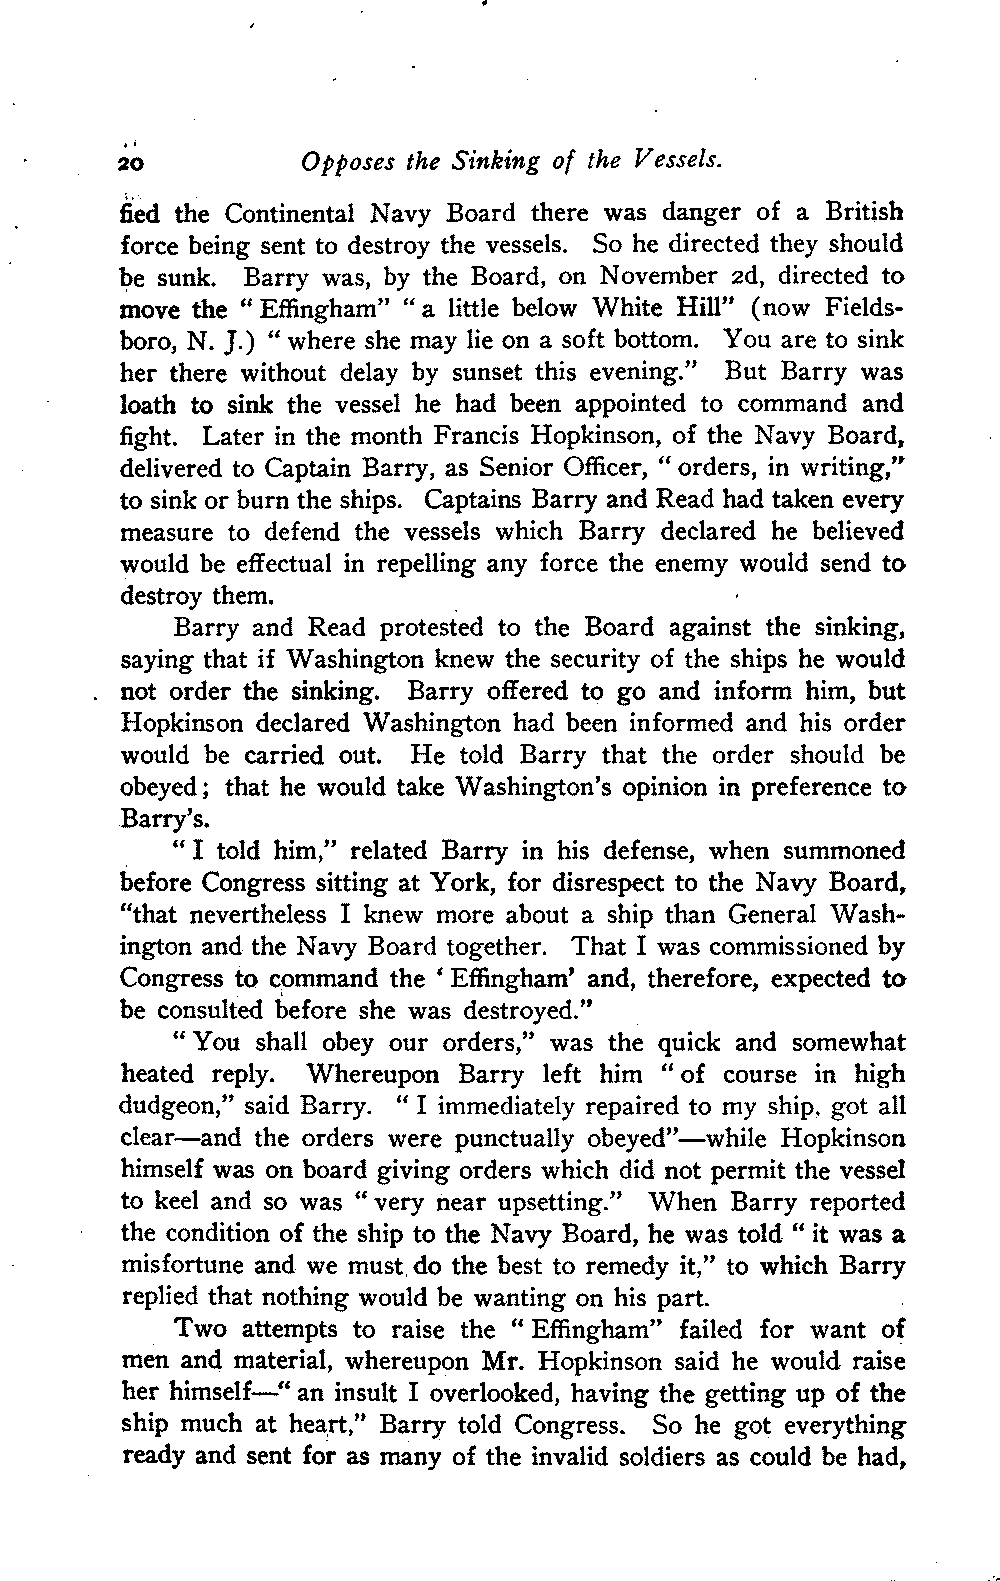 20 Opposes the Sinking of the Vessels.
fied the Continental Navy Board there was danger of a British
force being sent to destroy the vessels. So he directed they should
be sunk. Barry was, by the Board, on November 2d, directed to
move the “Effingham” “a little below White Hill” (now Fields-
boro, N. J.) “where she may lie on a soft bottom. You are to sink
her there without delay by sunset this evening.” But Barry was
loath to sink the vessel he had been appointed to command and
fight. Later in the month Francis Hopkinson, of the Navy Board,
delivered to Captain Barry, as Senior Officer, “orders, in writing,”
to sink or burn the ships. Captains Barry and Read had taken every
measure to defend the vessels which Barry declared he believed
would be effectual in repelling any force the enemy would send to
destroy them.
Barry and Read protested to the Board against the sinking,
saying that if Washington knew the security of the ships he would
not order the sinking. Barry offered to go and inform him, but
Hopkinson declared Washington had been informed and his order
would be carried out. He told Barry that the order should be
obeyed; that he would take Washington's opinion in preference to
Barry's.
“I told him,” related Barry in his defense, when summoned
before Congress sitting at York, for disrespect to the Navy Board,
“that nevertheless I knew more about a ship than General Wash-
ington and the Navy Board together. That I was commissioned by
Congress to command the ‘Effingham’ and, therefore, expected to
be consulted before she was destroyed.”
“You shall obey our orders,” was the quick and somewhat
heated reply. Whereupon Barry left him “of course in high
dudgeon,” said Barry. “I immediately repaired to my ship, got all
clear—and the orders were punctually obeyed”—while Hopkinson
himself was on board giving orders which did not permit the vessel
to keel and so was “very near upsetting.” When Barry reported
the condition of the ship to the Navy Board, he was told “it was a
misfortune and we must do the best to remedy it,” to which Barry
replied that nothing would be wanting on his part.
Two attempts to raise the “Effingham” failed for want of
men and material, whereupon Mr. Hopkinson said he would raise
her himself—“an insult I overlooked, having the getting up of the
ship much at heart,” Barry told Congress. So he got everything
ready and sent for as many of the invalid soldiers as could be had,